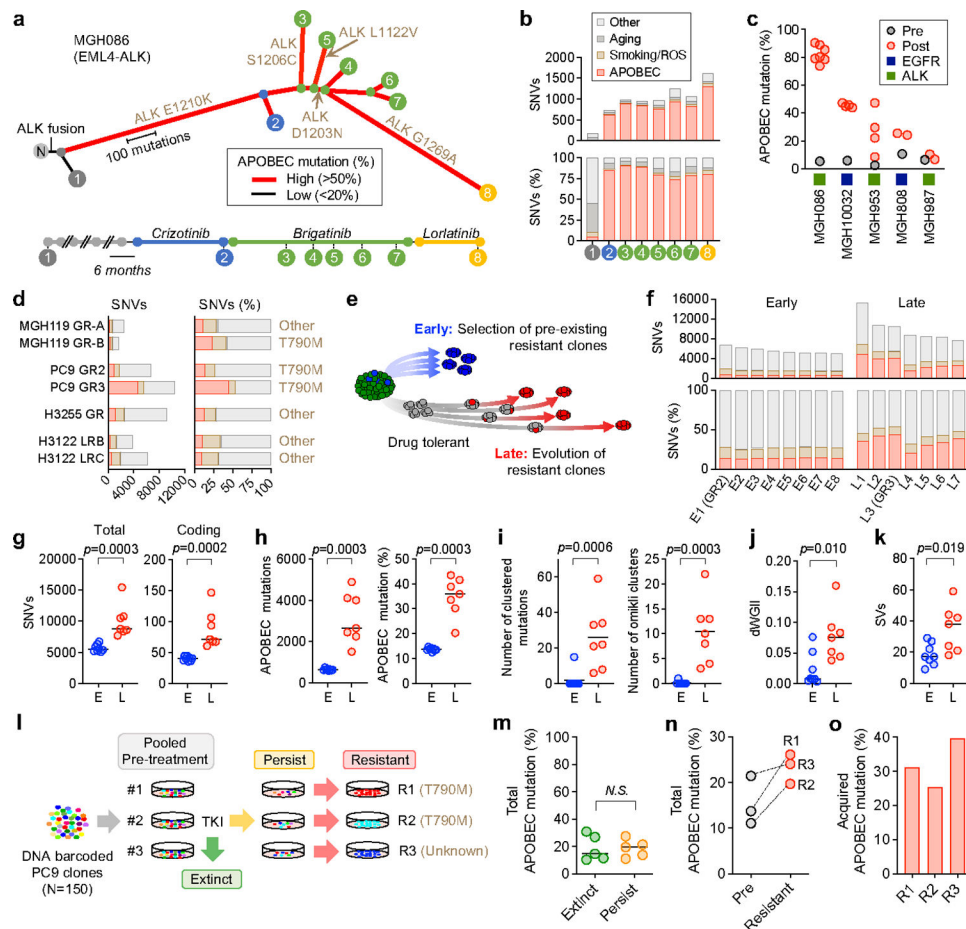 a
MGH086
(EML4-ALK)
ALK
S1206C
ALK L1122V
3
5
4
6
7
ALK E1210K
ALK
D1203N
ALK G1269A
ALK fusion
N
1
2
8
100 mutations
APOBEC mutation (%)
High (>50%)
Low (<20%)
Crizotinib
Brigatinib
Lorlatinib
1
2
3
4
5
6
7
8
6 months
b
Other
Aging
Smoking/ROS
APOBEC
SNVs
2000
1500
1000
500
0
SNVs (%)
100
75
50
25
0
1
2
3
4
5
6
7
8
c
APOBEC mutatoin (%)
100
80
60
40
20
0
Pre
Post
EGFR
ALK
MGH086
MGH10032
MGH953
MGH808
MGH987
d
SNVs
SNVs (%)
MGH119 GR-A
Other
MGH119 GR-B
T790M
PC9 GR2
T790M
PC9 GR3
T790M
H3255 GR
Other
H3122 LRB
Other
H3122 LRC
Other
0
4000
12000
0
25
50
75
100
e
Early: Selection of pre-existing
resistant clones
Drug tolerant
Late: Evolution of
resistant clones
f
Early
Late
SNVs
16000
12000
8000
4000
0
SNVs (%)
100
50
0
E1 (GR2)
E2
E3
E4
E5
E6
E7
E8
L1
L2
L3 (GR3)
L4
L5
L6
L7
g
Total
Coding
p=0.0003
p=0.0002
SNVs
20000
15000
10000
5000
0
200
150
100
50
0
E
L
E
L
h
p=0.0003
p=0.0003
APOBEC mutations
6000
4000
2000
0
APOBEC mutation (%)
50
40
30
20
10
0
E
L
E
L
i
p=0.0006
p=0.0003
Number of clustered
mutations
60
40
20
0
Number of omikli clusters
25
20
15
10
5
0
E
L
E
L
j
p=0.010
dWGII
0.20
0.15
0.10
0.05
0.00
E
L
k
p=0.019
SVs
80
60
40
20
0
E
L
l
Pooled
Pre-treatment
Persist
Resistant
#1
#2
#3
TKI
R1 (T790M)
R2 (T790M)
R3 (Unknown)
DNA barcoded
PC9 clones
(N=150)
Extinct
m
Total
APOBEC mutation (%)
100
80
60
40
20
0
N.S.
Extinct
Persist
n
Total
APOBEC mutation (%)
30
20
10
0
R1
R3
R2
Pre
Resistant
o
Acquired
APOBEC mutation (%)
40
30
20
10
0
R1
R2
R3